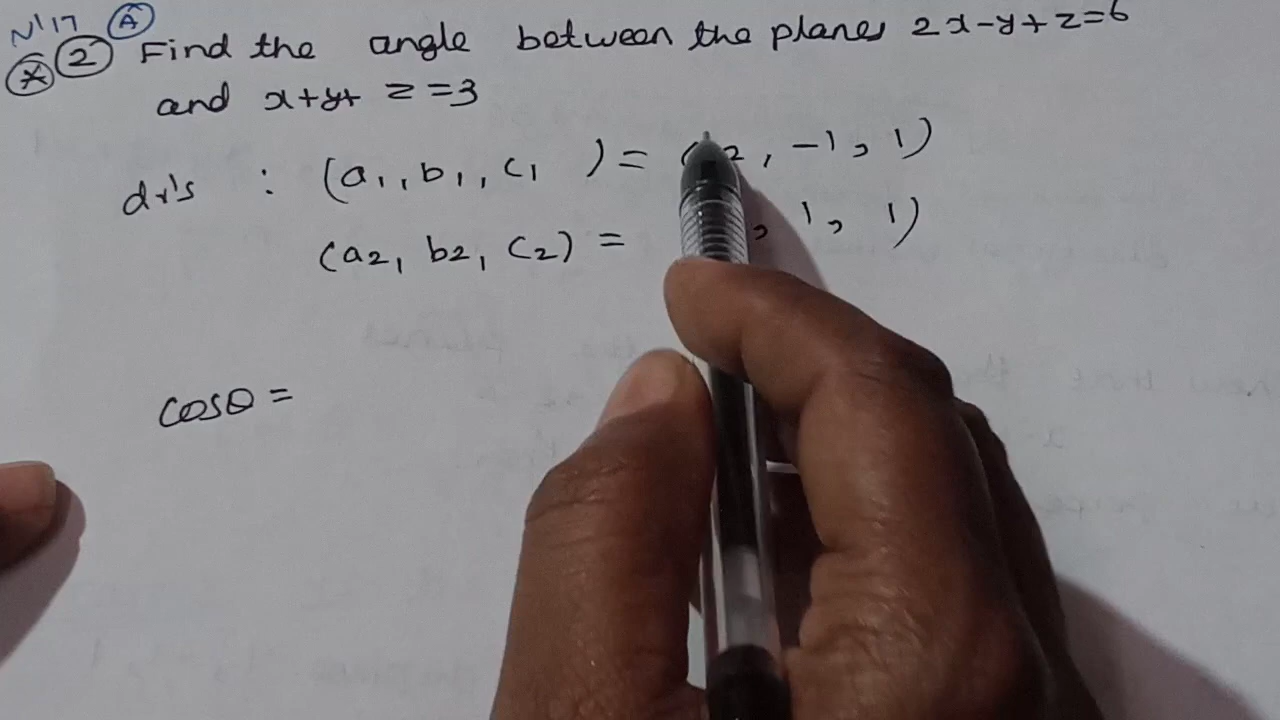 N'17 A
* 2 Find the angle between the planes 2x-y+z=6
and x+y+ z=3
dr's : (a1, b1, c1 ) = (2, -1, 1)
(a2, b2, c2) = , 1, 1)
cosθ =